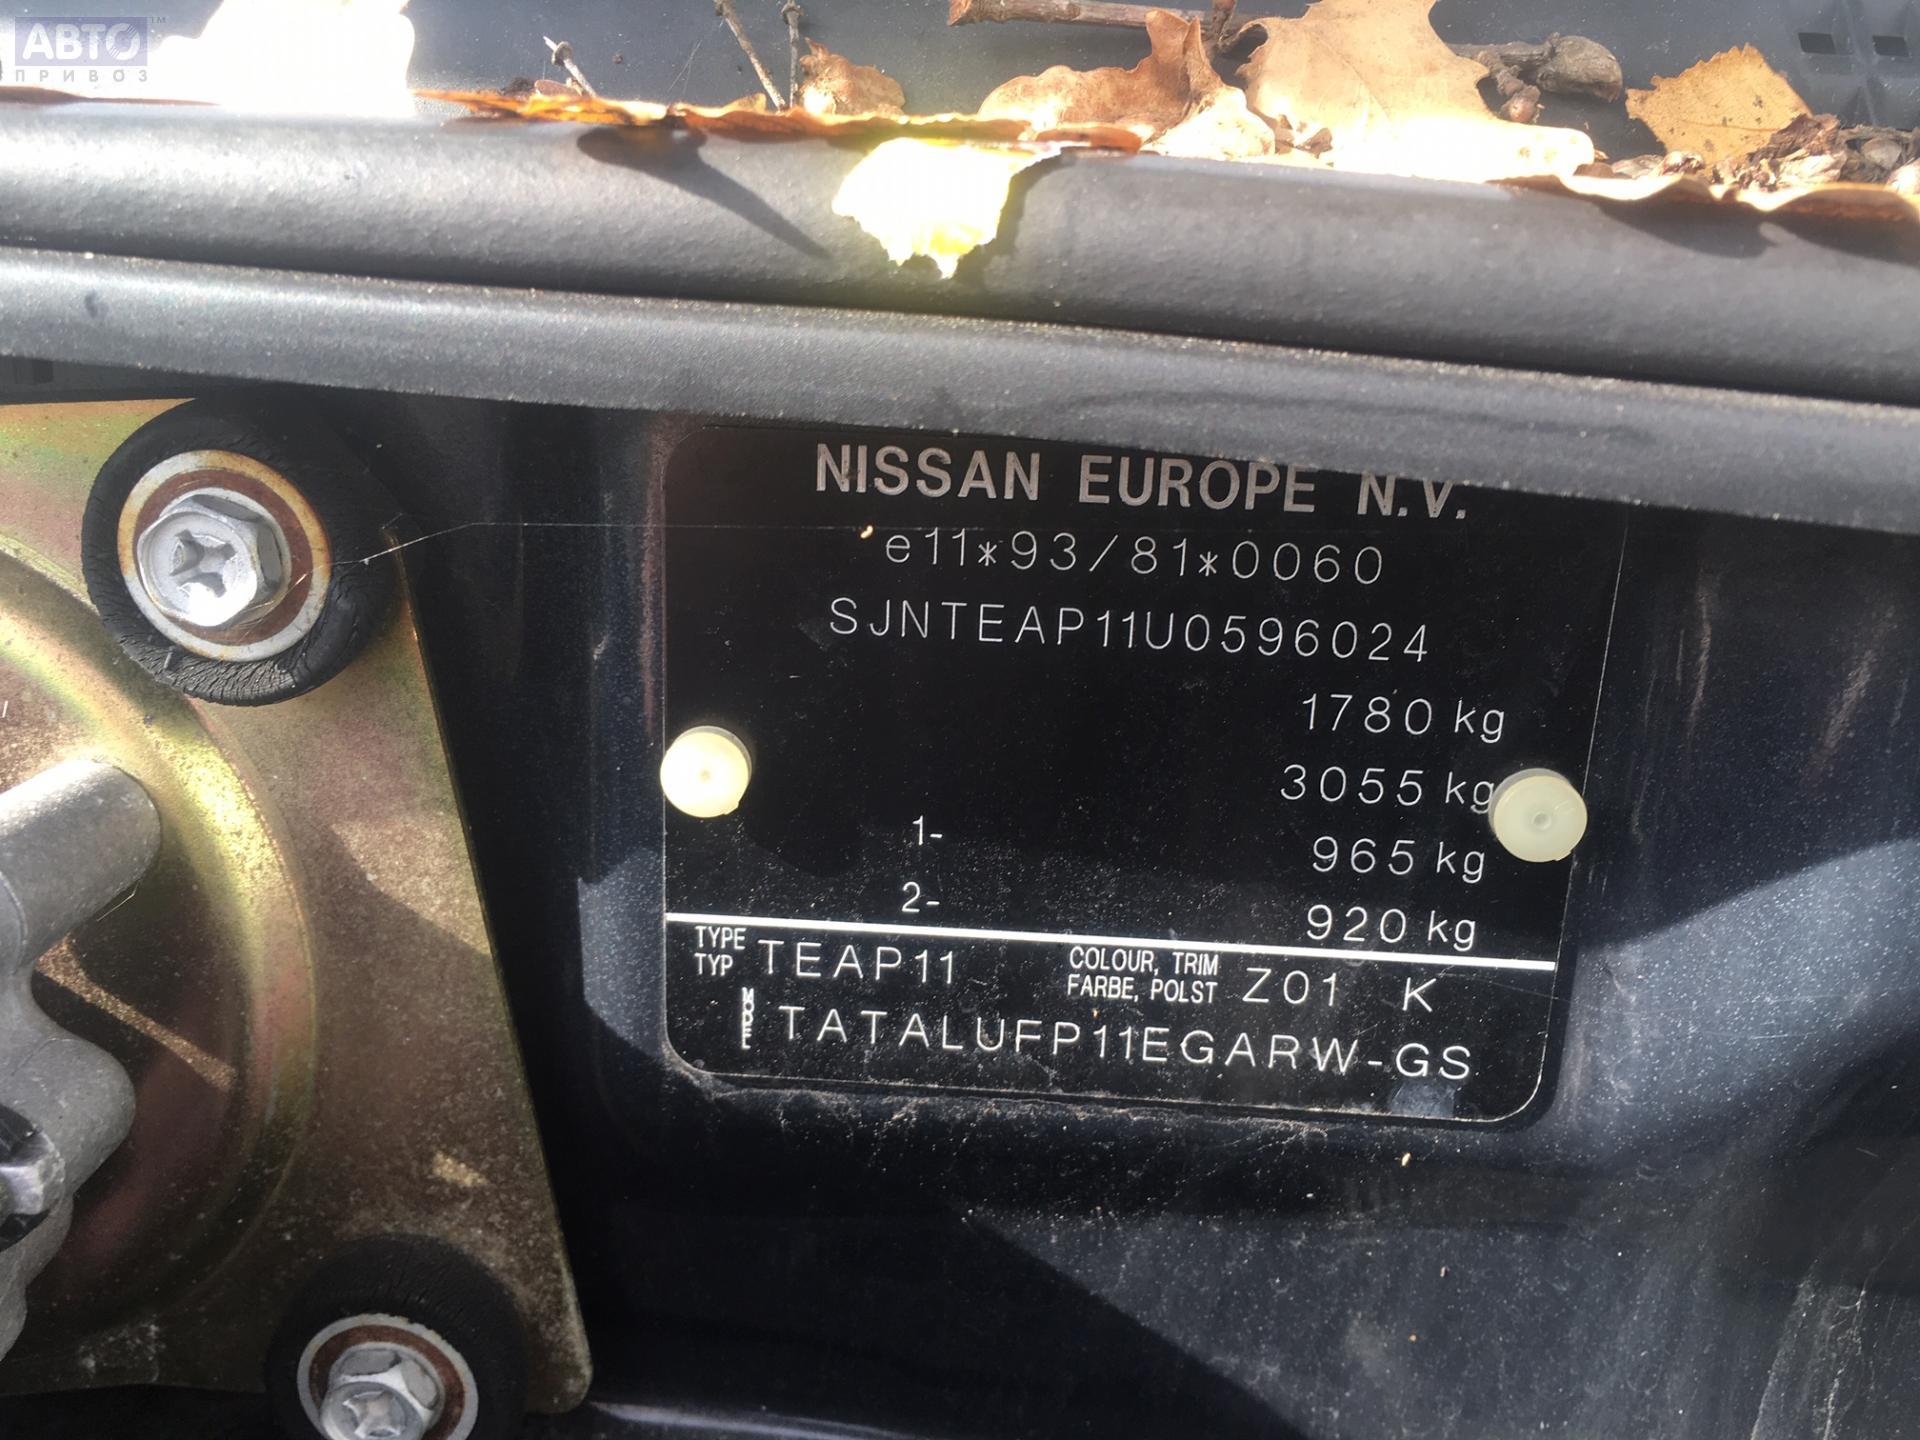 АВТО™
ПРИВОЗ
NISSAN EUROPE N.V.
e11*93/81*0060
SJNTEAP11U0596024
1780 kg
3055 kg
1- 965 kg
2- 920 kg
TYPE TYP TEAP11 COLOUR, TRIM FARBE, POLST Z01 K
MODEL TATALUFP11EGARW-GS